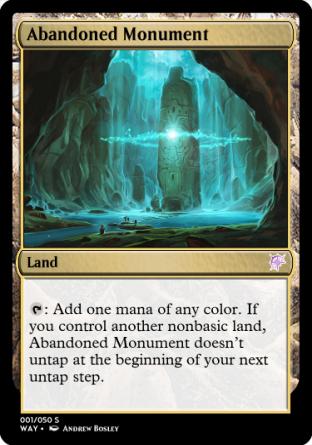 Abandoned Monument
Land
: Add one mana of any color. If
you control another nonbasic land,
Abandoned Monument doesn't
untap at the beginning of your next
untap step.
001/050 S
WAY • Andrew Bosley